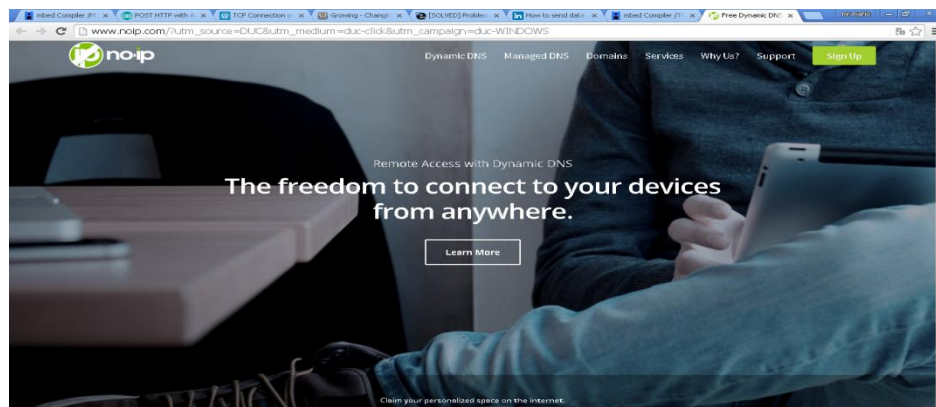 mbed Compiler /M
POST HTTP with A
TCP Connection e
Growing - Chang
[SOLVED] Problem
How to send data
mbed Compiler /TC
Free Dynamic DNS
www.noip.com/?utm_source=DUC&utm_medium=duc-click&utm_campaign=duc-WINDOWS
no-ip
Dynamic DNS Managed DNS Domains Services Why Us? Support Sign Up
Remote Access with Dynamic DNS
The freedom to connect to your devices
from anywhere.
Learn More
Claim your personalized space on the internet.